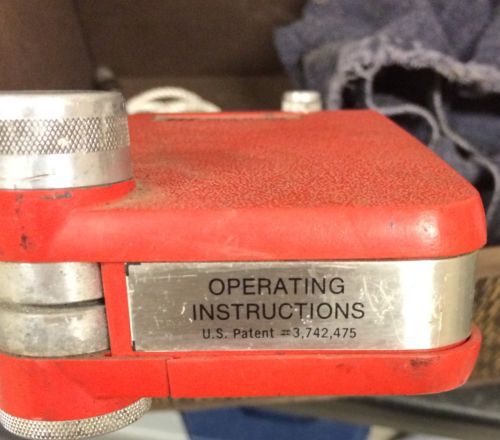 OPERATING
INSTRUCTIONS
U.S. Patent #3,742,475